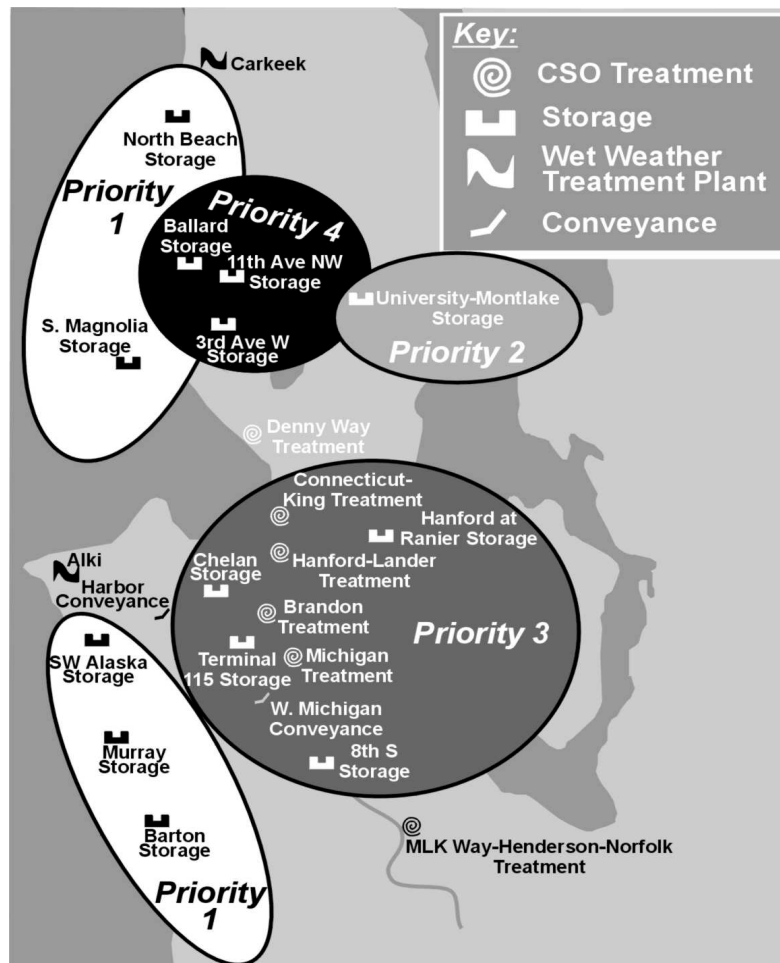 Key:
CSO Treatment
Storage
Wet Weather
Treatment Plant
Conveyance
Carkeek
North Beach
Storage
Priority
1
Priority 4
Ballard
Storage
11th Ave NW
Storage
3rd Ave W
Storage
S. Magnolia
Storage
University-Montlake
Storage
Priority 2
Denny Way
Treatment
Connecticut-
King Treatment
Hanford at
Ranier Storage
Hanford-Lander
Treatment
Chelan
Storage
Brandon
Treatment
Priority 3
Terminal
115 Storage
Michigan
Treatment
W. Michigan
Conveyance
8th S
Storage
Alki
Harbor
Conveyance
SW Alaska
Storage
Murray
Storage
Barton
Storage
Priority
1
MLK Way-Henderson-Norfolk
Treatment